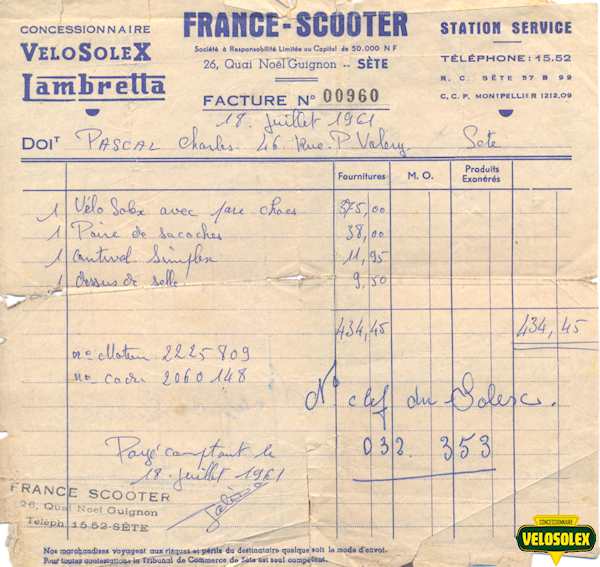 CONCESSIONNAIRE
VELOSOLEX
Lambretta
FRANCE-SCOOTER
Société à Responsabilité Limitée au Capital de 50.000 N F
26, Quai Noël Guignon -- SÈTE
STATION SERVICE
TÉLÉPHONE : 15.52
R. C. SÈTE 57 B 99
C. C. P. MONTPELLIER 1212.09
FACTURE N° 00960
18 juillet 1961
DOIT PASCAL Charles 46 Rue P. Valery Sete
Fournitures M. O. Produits Exonérés
1 Vélo Solex avec pare chocs 375,00
1 Paire de sacoches 38,00
1 antivol Simplex 11,95
1 dessus de selle 9,50
434,45 434,45
n° Moteur 2225809
n° cadre 2060148
N° clef du Solex.
032 353
Payé comptant le
18 juillet 1961
FRANCE SCOOTER
26, Quai Noël Guignon
Téléph 15.52-SÈTE
Nos marchandises voyagent aux risques et périls du destinataire quelque soit le mode d'envoi.
Pour toutes contestations le Tribunal de Commerce de Sète est seul compétent.
CONCESSIONNAIRE
VELOSOLEX